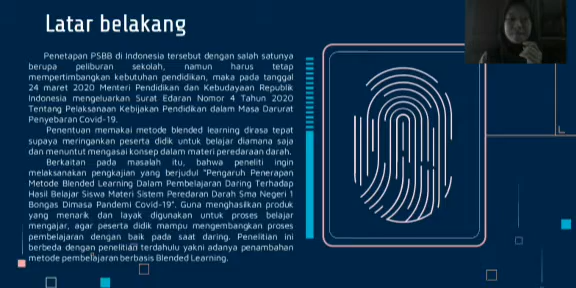 Latar belakang
Penetapan PSBB di Indonesia tersebut dengan salah satunya
berupa peliburan sekolah, namun harus tetap
mempertimbangkan kebutuhan pendidikan, maka pada tanggal
24 maret 2020 Menteri Pendidikan dan Kebudayaan Republik
Indonesia mengeluarkan Surat Edaran Nomor 4 Tahun 2020
Tentang Pelaksanaan Kebijakan Pendidikan dalam Masa Darurat
Penyebaran Covid-19.
Penentuan memakai metode blended learning dirasa tepat
supaya meringankan peserta didik untuk belajar dimana saja
dan menuntut mengasai konsep dalam materi peredaraan darah.
Berkaitan pada masalah itu, bahwa peneliti ingin
melaksanakan pengkajian yang berjudul "Pengaruh Penerapan
Metode Blended Learning Dalam Pembelajaran Daring Terhadap
Hasil Belajar Siswa Materi Sistem Peredaran Darah Sma Negeri 1
Bongas Dimasa Pandemi Covid-19". Guna menghasilkan produk
yang menarik dan layak digunakan untuk proses belajar
mengajar, agar peserta didik mampu mengembangkan proses
pembelajaran dengan baik pada saat daring. Penelitian ini
berbeda dengan penelitian terdahulu yakni adanya penambahan
metode pembelajaran berbasis Blended Learning.